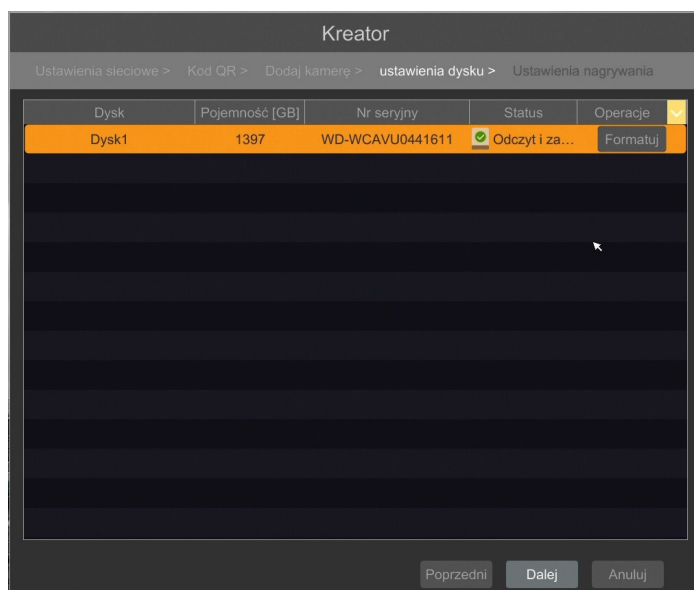 Kreator
Ustawienia sieciowe > Kod QR > Dodaj kamerę > ustawienia dysku > Ustawienia nagrywania
Dysk Pojemność [GB] Nr seryjny Status Operacje
Dysk1 1397 WD-WCAVU0441611 Odczyt i za... Formatuj
Poprzedni Dalej Anuluj